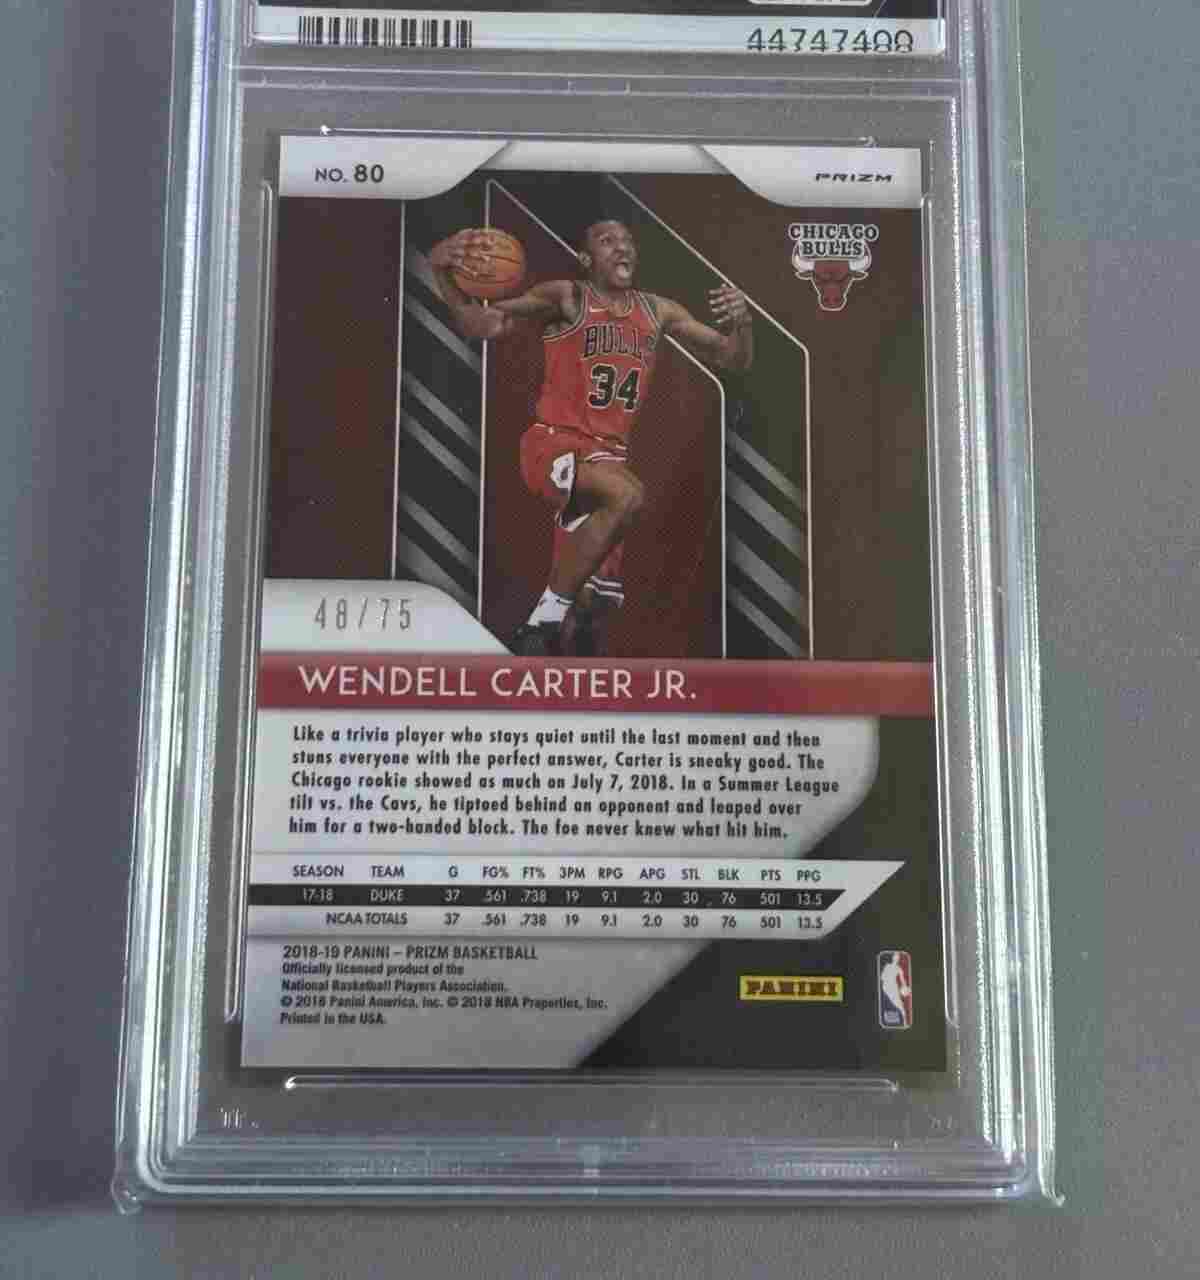 44747400
NO. 80
PRIZM
CHICAGO
BULLS
BULLS
34
48/75
WENDELL CARTER JR.
Like a trivia player who stays quiet until the last moment and then
stuns everyone with the perfect answer, Carter is sneaky good. The
Chicago rookie showed as much on July 7, 2018. In a Summer League
tilt vs. the Cavs, he tiptoed behind an opponent and leaped over
him for a two-handed block. The foe never knew what hit him.
SEASON TEAM G FG% FT% 3PM RPG APG STL BLK PTS PPG
17-18 DUKE 37 .561 .738 19 9.1 2.0 30 76 501 13.5
NCAA TOTALS 37 .561 .738 19 9.1 2.0 30 76 501 13.5
2018-19 PANINI – PRIZM BASKETBALL
Officially licensed product of the
National Basketball Players Association.
© 2018 Panini America, Inc. © 2018 NBA Properties, Inc.
Printed in the USA.
PANINI
NBA